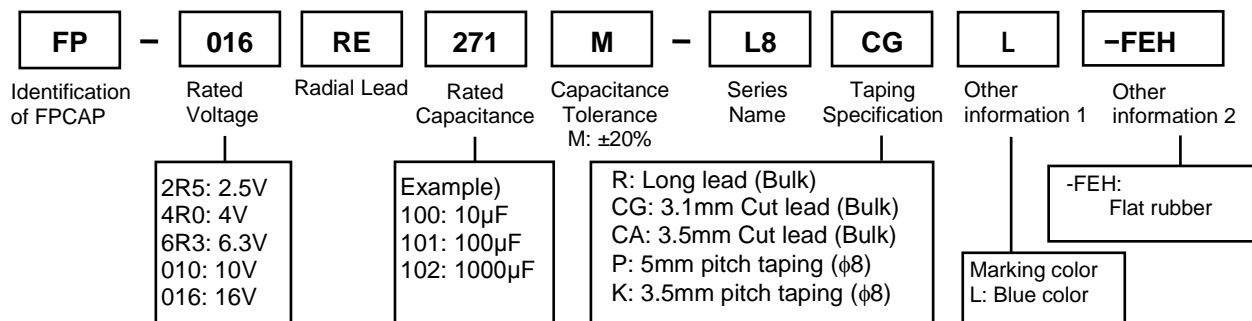 FP – 016 RE 271 M – L8 CG L –FEH
Identification of FPCAP
Rated Voltage
Radial Lead
Rated Capacitance
Capacitance Tolerance
M: ±20%
Series Name
Taping Specification
Other information 1
Other information 2
2R5: 2.5V
4R0: 4V
6R3: 6.3V
010: 10V
016: 16V
Example)
100: 10µF
101: 100µF
102: 1000µF
R: Long lead (Bulk)
CG: 3.1mm Cut lead (Bulk)
CA: 3.5mm Cut lead (Bulk)
P: 5mm pitch taping (ϕ8)
K: 3.5mm pitch taping (ϕ8)
Marking color
L: Blue color
-FEH:
Flat rubber